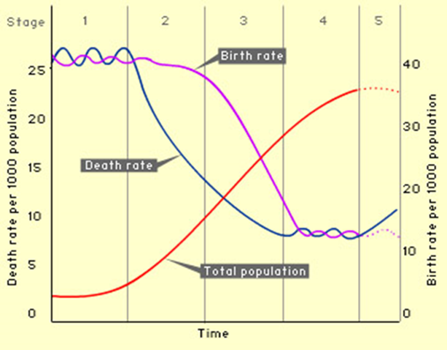 Stage 1 2 3 4 5
Birth rate
Death rate
Total population
Death rate per 1000 population
25
20
15
10
5
0
Birth rate per 1000 population
40
30
20
10
0
Time